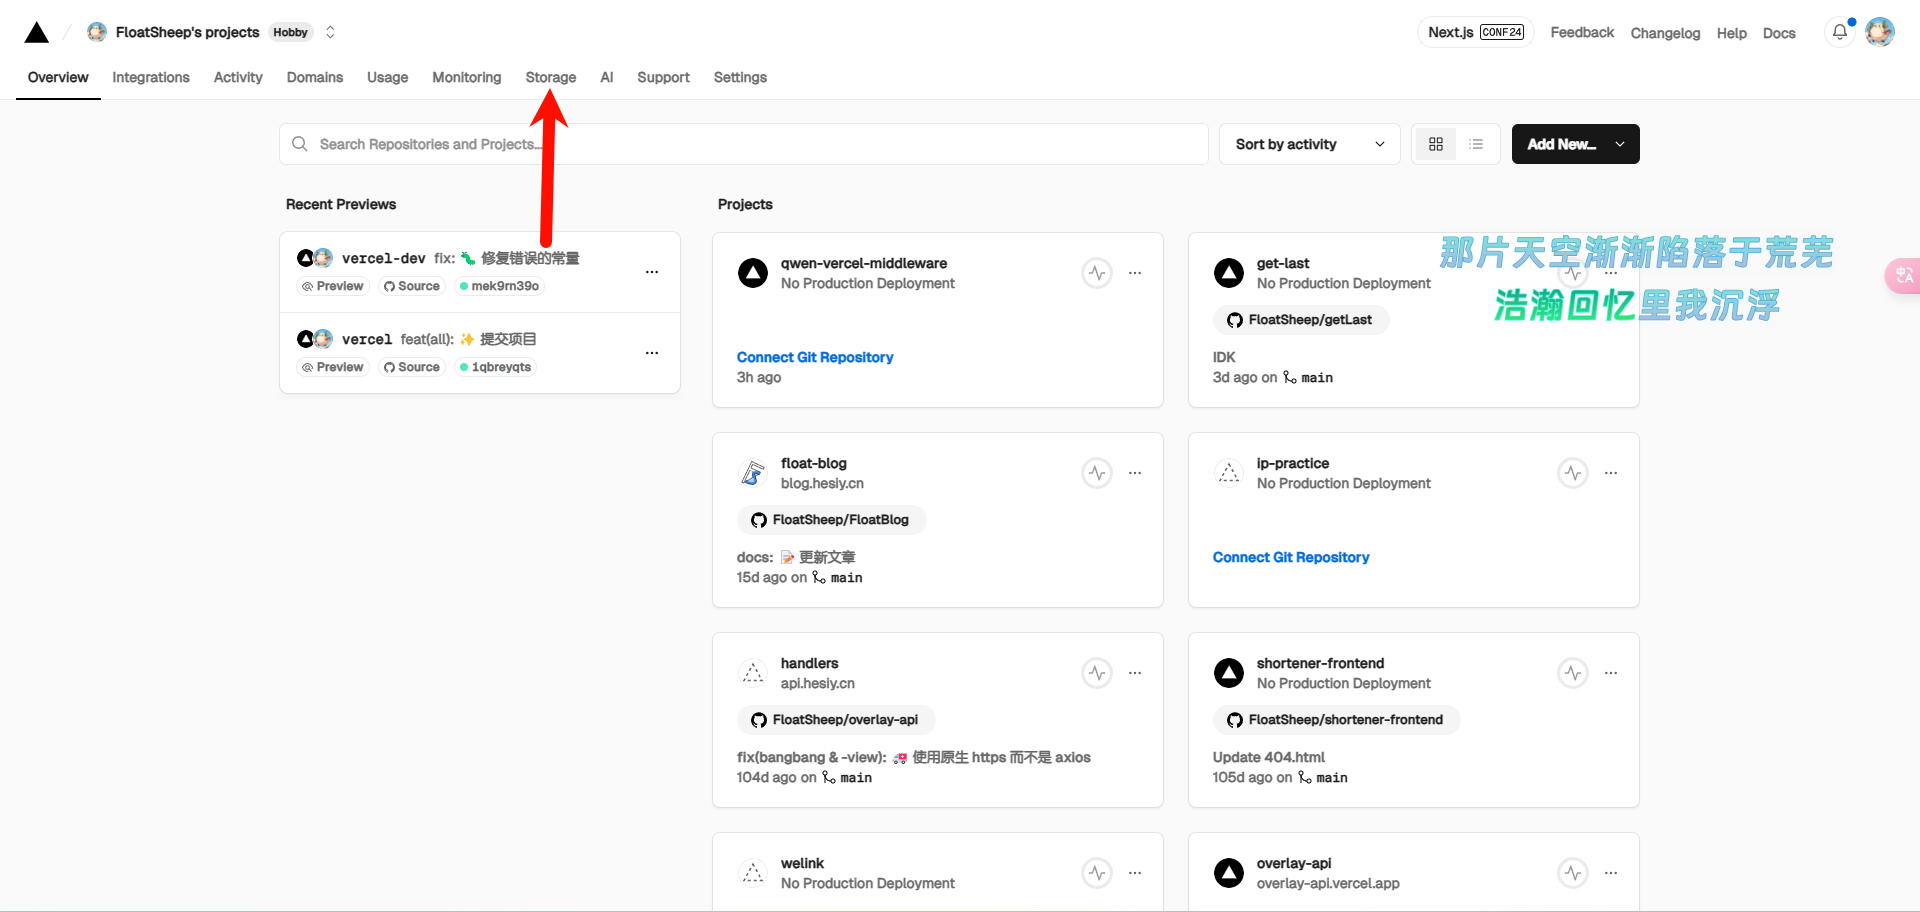 FloatSheep's projects Hobby
Next.js CONF24 Feedback Changelog Help Docs
Overview Integrations Activity Domains Usage Monitoring Storage AI Support Settings
Search Repositories and Projects...
Sort by activity
Add New...
Recent Previews
vercel-dev fix: 🐛 修复错误的常量
Preview Source mek9rn39o
vercel feat(all): ✨ 提交项目
Preview Source 1qbreyqts
Projects
qwen-vercel-middleware
No Production Deployment
Connect Git Repository
3h ago
get-last
No Production Deployment
FloatSheep/getLast
IDK
3d ago on main
那片天空渐渐陷落于荒芜
浩瀚回忆里我沉浮
float-blog
blog.hesiy.cn
FloatSheep/FloatBlog
docs: 📝 更新文章
15d ago on main
ip-practice
No Production Deployment
Connect Git Repository
handlers
api.hesiy.cn
FloatSheep/overlay-api
fix(bangbang & -view): 🚑 使用原生 https 而不是 axios
104d ago on main
shortener-frontend
No Production Deployment
FloatSheep/shortener-frontend
Update 404.html
105d ago on main
welink
No Production Deployment
overlay-api
overlay-api.vercel.app